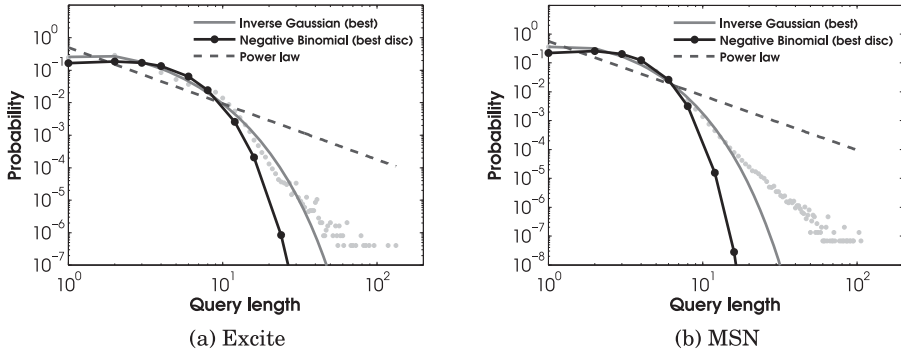 Inverse Gaussian (best)
Negative Binomial (best disc)
Power law
Probability
10^0
10^-1
10^-2
10^-3
10^-4
10^-5
10^-6
10^-7
10^0
10^1
10^2
Query length
(a) Excite
Inverse Gaussian (best)
Negative Binomial (best disc)
Power law
Probability
10^0
10^-1
10^-2
10^-3
10^-4
10^-5
10^-6
10^-7
10^-8
10^0
10^1
10^2
Query length
(b) MSN